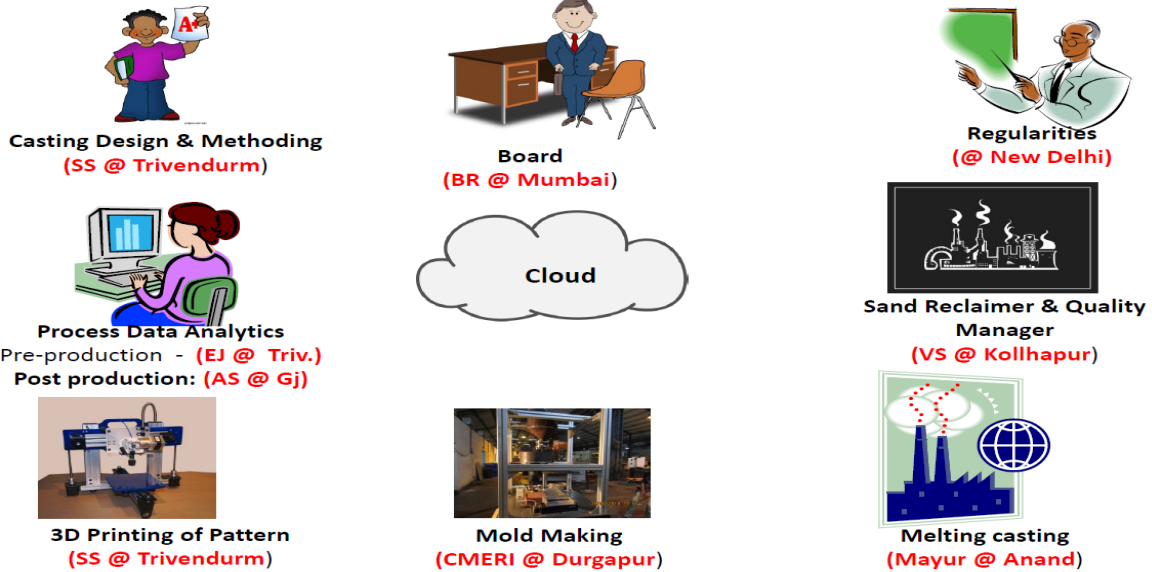 A+
Casting Design & Methoding
(SS @ Trivendurm)
Board
(BR @ Mumbai)
Regularities
(@ New Delhi)
Process Data Analytics
Pre-production - (EJ @ Triv.)
Post production: (AS @ Gj)
Cloud
Sand Reclaimer & Quality
Manager
(VS @ Kollhapur)
3D Printing of Pattern
(SS @ Trivendurm)
Mold Making
(CMERI @ Durgapur)
Melting casting
(Mayur @ Anand)